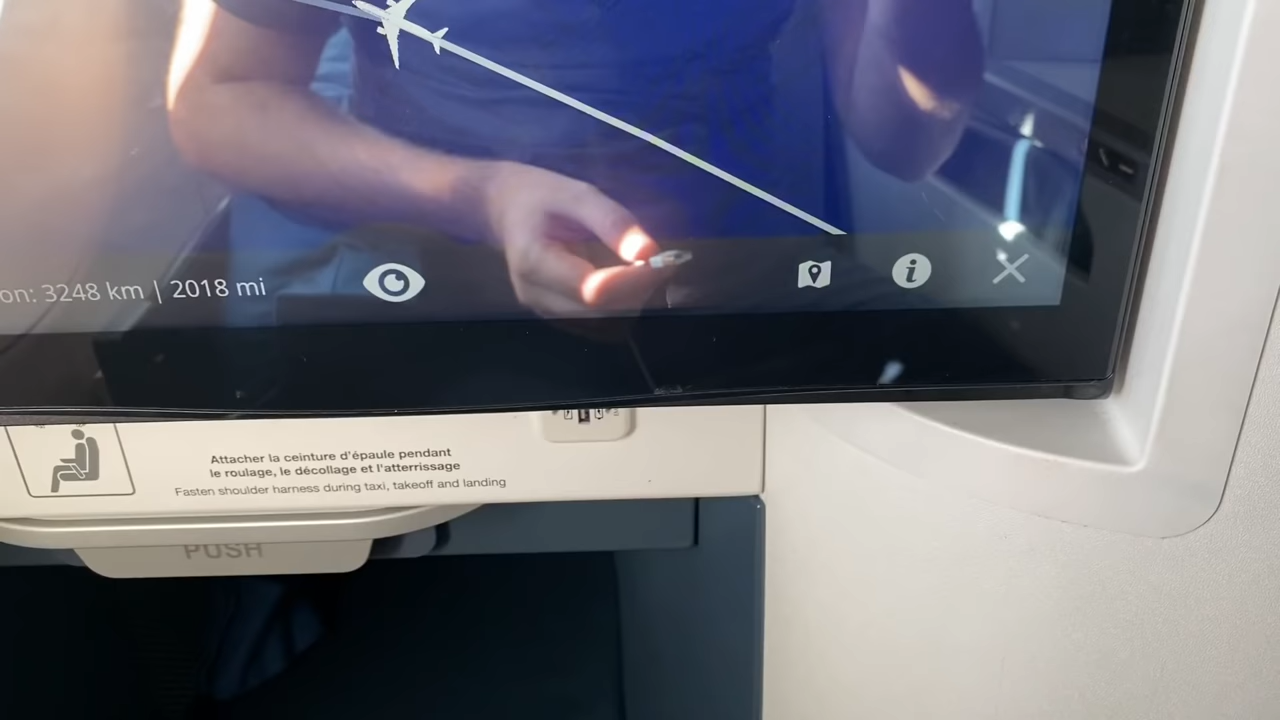 on: 3248 km | 2018 mi
Attacher la ceinture d'épaule pendant
le roulage, le décollage et l'atterrissage
Fasten shoulder harness during taxi, takeoff and landing
PUSH